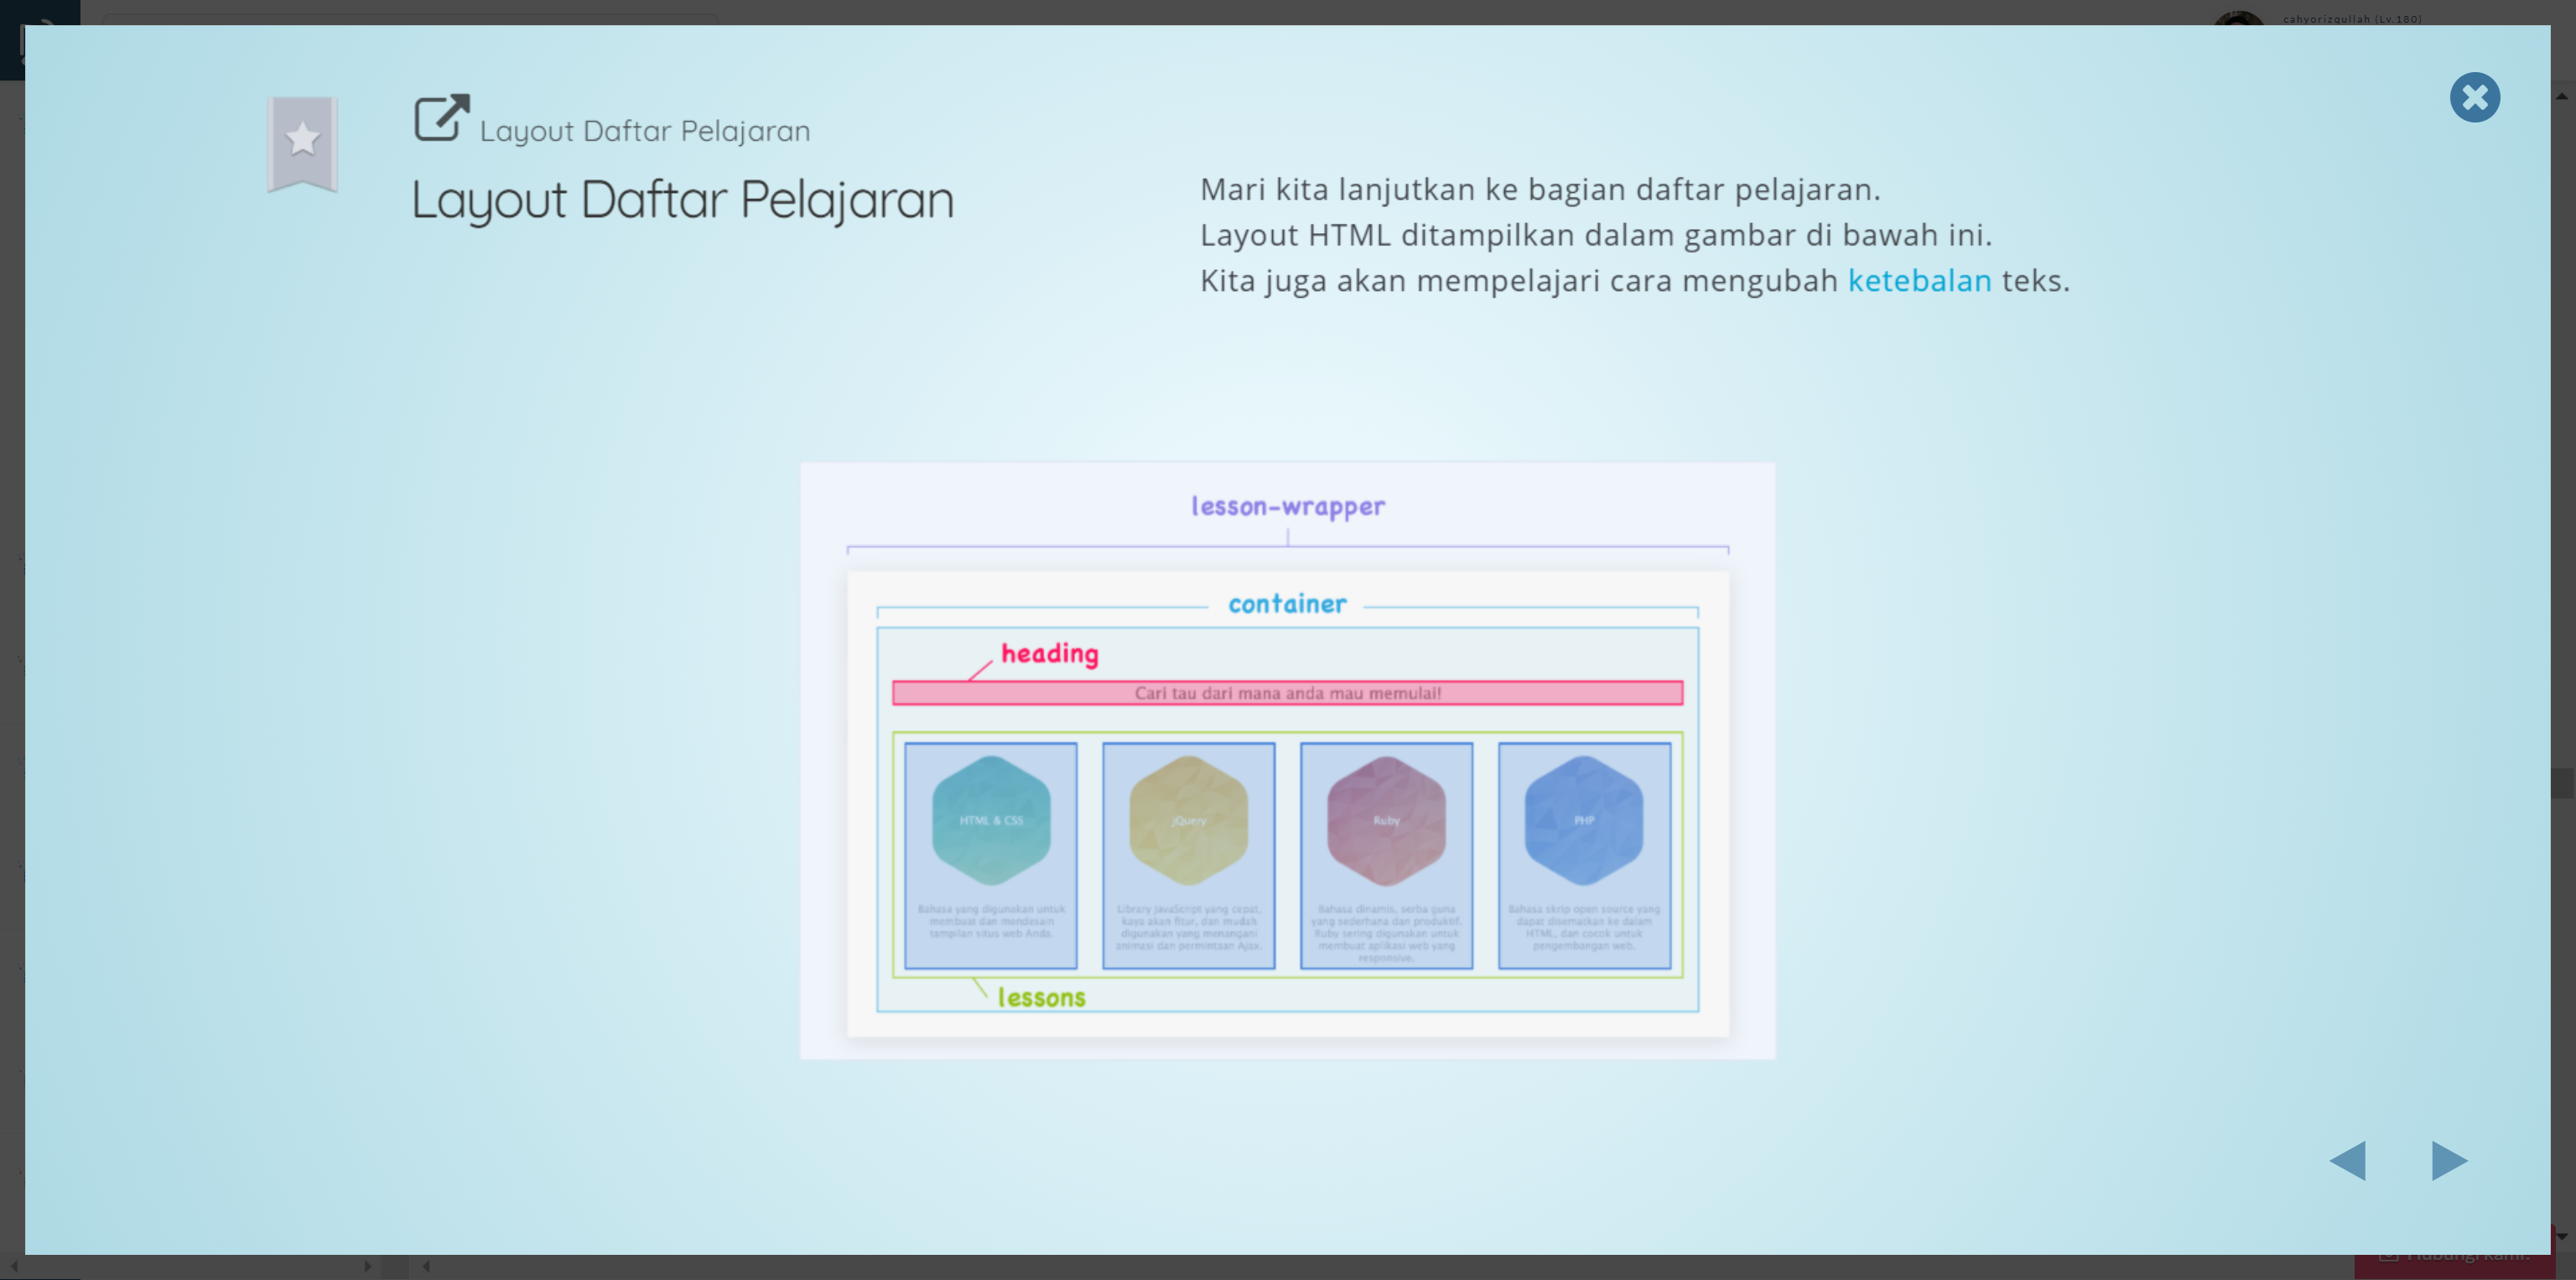 cahyorizqullah (Lv.180)
Layout Daftar Pelajaran
Layout Daftar Pelajaran
Mari kita lanjutkan ke bagian daftar pelajaran.
Layout HTML ditampilkan dalam gambar di bawah ini.
Kita juga akan mempelajari cara mengubah ketebalan teks.
lesson-wrapper
container
heading
Cari tau dari mana anda mau memulai!
HTML & CSS
Bahasa yang digunakan untuk
membuat dan mendesain
tampilan situs web Anda.
jQuery
Library JavaScript yang cepat,
kaya akan fitur, dan mudah
digunakan yang menangani
animasi dan permintaan Ajax.
Ruby
Bahasa dinamis, serba guna
yang sederhana dan produktif.
Ruby sering digunakan untuk
membuat aplikasi web yang
responsive.
PHP
Bahasa skrip open source yang
dapat disematkan ke dalam
HTML, dan cocok untuk
pengembangan web.
lessons
Hubungi kami.